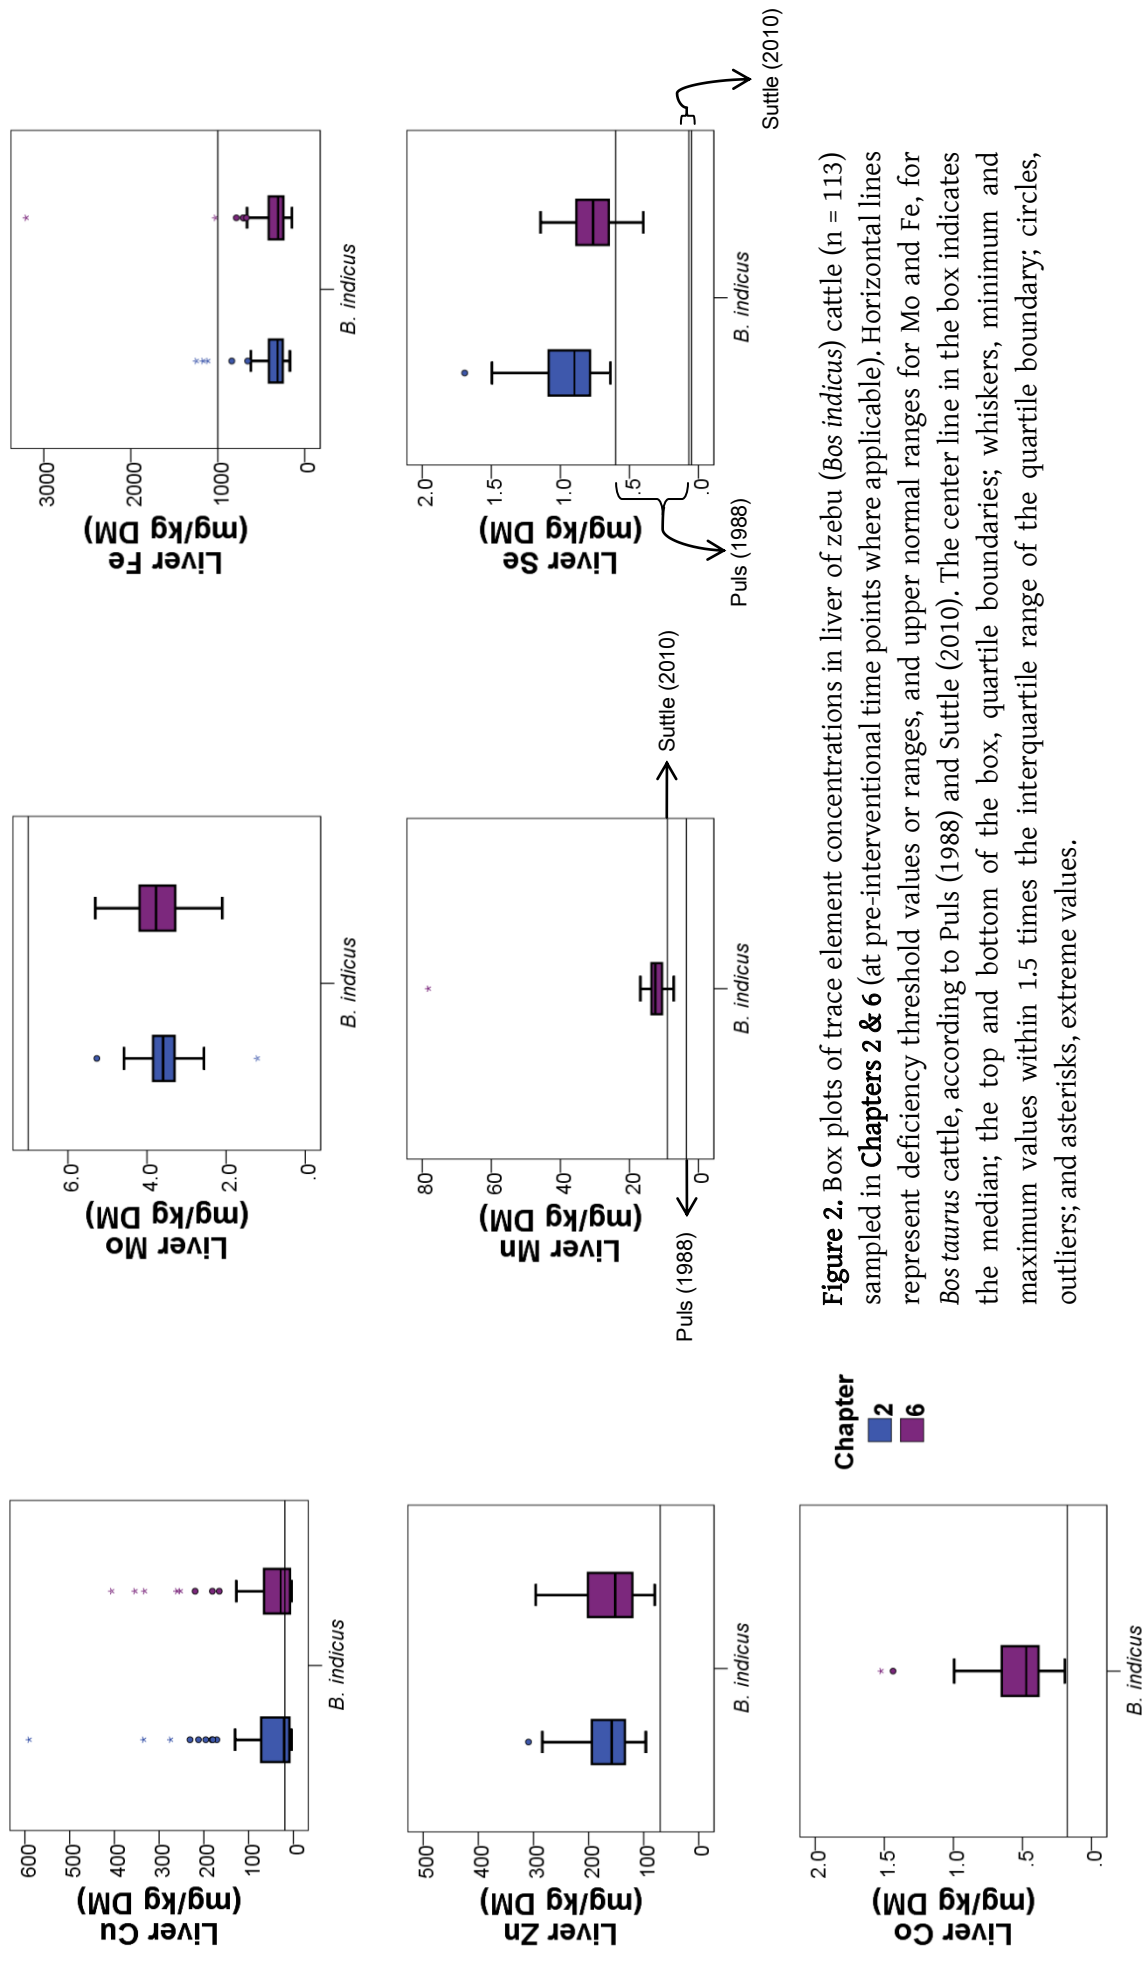 600
500
400
300
200
100
0
Liver Cu
(mg/kg DM)
B. indicus
6.0
4.0
2.0
.0
Liver Mo
(mg/kg DM)
B. indicus
3000
2000
1000
0
Liver Fe
(mg/kg DM)
B. indicus
500
400
300
200
100
0
Liver Zn
(mg/kg DM)
B. indicus
80
60
40
20
0
Liver Mn
(mg/kg DM)
B. indicus
Puls (1988)
Suttle (2010)
2.0
1.5
1.0
.5
.0
Liver Se
(mg/kg DM)
B. indicus
Puls (1988)
Suttle (2010)
2.0
1.5
1.0
.5
.0
Liver Co
(mg/kg DM)
B. indicus
Chapter
2
6
Figure 2. Box plots of trace element concentrations in liver of zebu (Bos indicus) cattle (n = 113)
sampled in Chapters 2 & 6 (at pre-interventional time points where applicable). Horizontal lines
represent deficiency threshold values or ranges, and upper normal ranges for Mo and Fe, for
Bos taurus cattle, according to Puls (1988) and Suttle (2010). The center line in the box indicates
the median; the top and bottom of the box, quartile boundaries; whiskers, minimum and
maximum values within 1.5 times the interquartile range of the quartile boundary; circles,
outliers; and asterisks, extreme values.